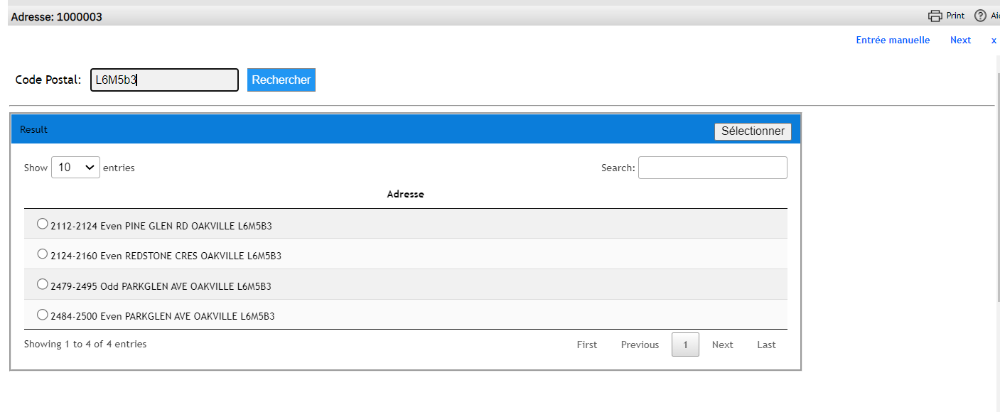 Adresse: 1000003 Print ?
Entrée manuelle Next x
Code Postal: L6M5b3 Rechercher
Result Sélectionner
Show 10 entries Search:
Adresse
2112-2124 Even PINE GLEN RD OAKVILLE L6M5B3
2124-2160 Even REDSTONE CRES OAKVILLE L6M5B3
2479-2495 Odd PARKGLEN AVE OAKVILLE L6M5B3
2484-2500 Even PARKGLEN AVE OAKVILLE L6M5B3
Showing 1 to 4 of 4 entries First Previous 1 Next Last